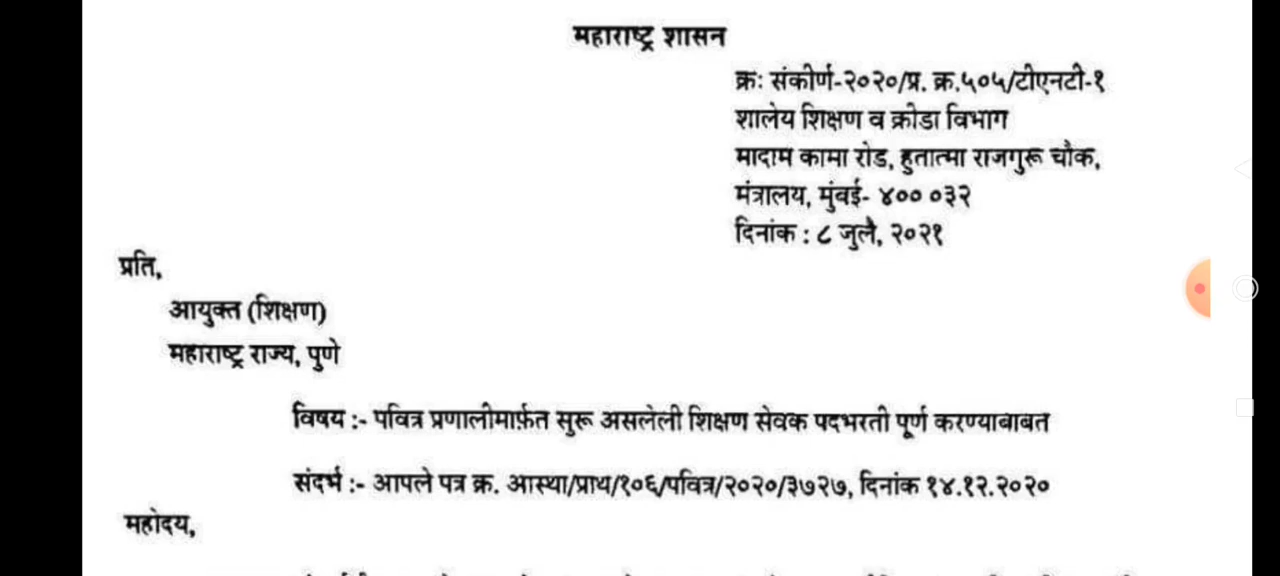 महाराष्ट्र शासन
क्रः संकीर्ण-२०२०/प्र. क्र.५०५/टीएनटी-१
शालेय शिक्षण व क्रीडा विभाग
मादाम कामा रोड, हुतात्मा राजगुरू चौक,
मंत्रालय, मुंबई- ४०० ०३२
दिनांक : ८ जुलै, २०२१
प्रति,
आयुक्त (शिक्षण)
महाराष्ट्र राज्य, पुणे
विषय :- पवित्र प्रणालीमार्फ़त सुरू असलेली शिक्षण सेवक पदभरती पूर्ण करण्याबाबत
संदर्भ :- आपले पत्र क्र. आस्था/प्राथ/१०६/पवित्र/२०२०/३७२७, दिनांक १४.१२.२०२०
महोदय,